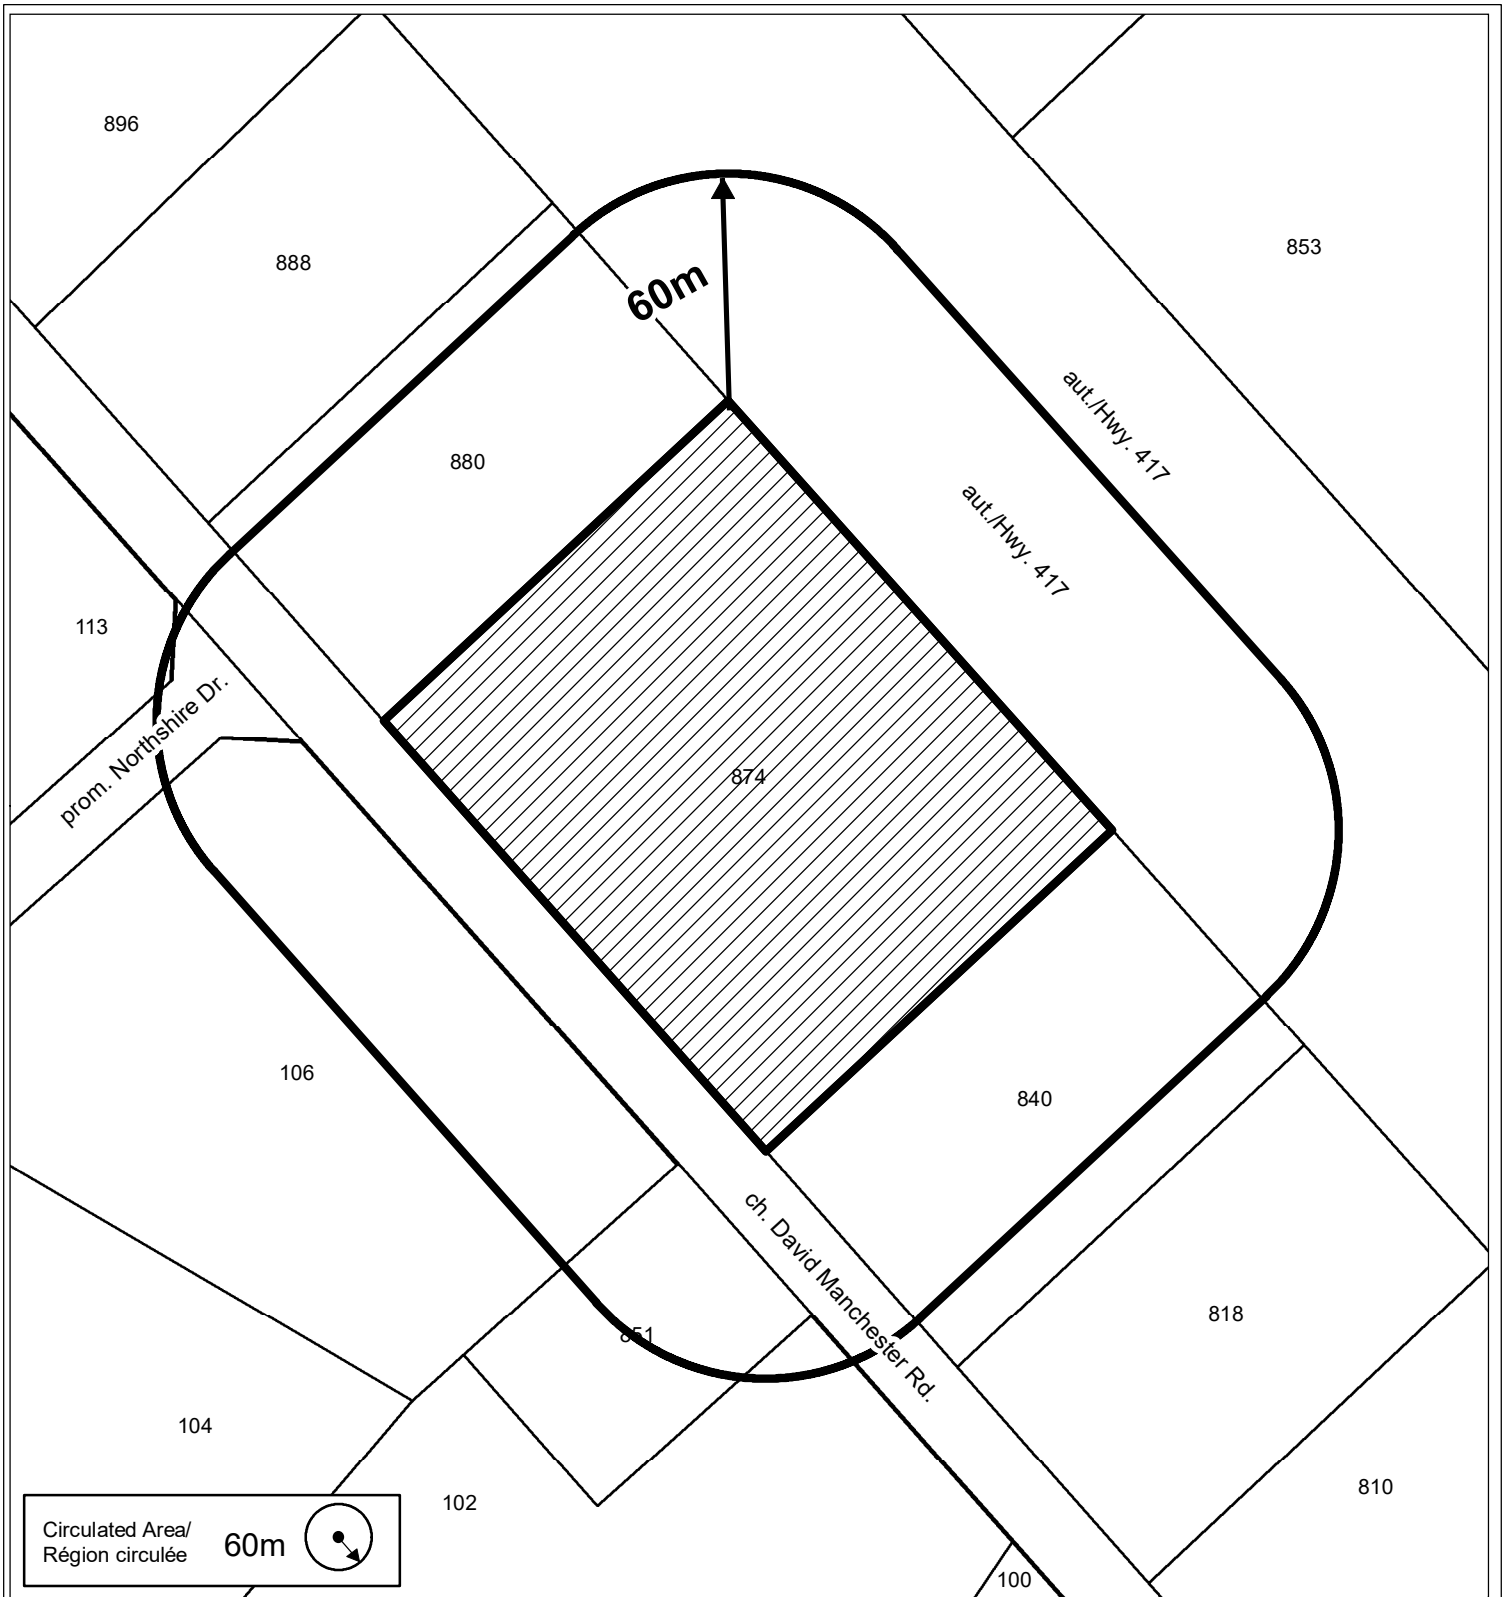 896
888
853
60m
aut./Hwy. 417
880
aut./Hwy. 417
113
prom. Northshire Dr.
874
106
840
ch. David Manchester Rd.
851
818
104
102
810
Circulated Area/
Région circulée
60m
100